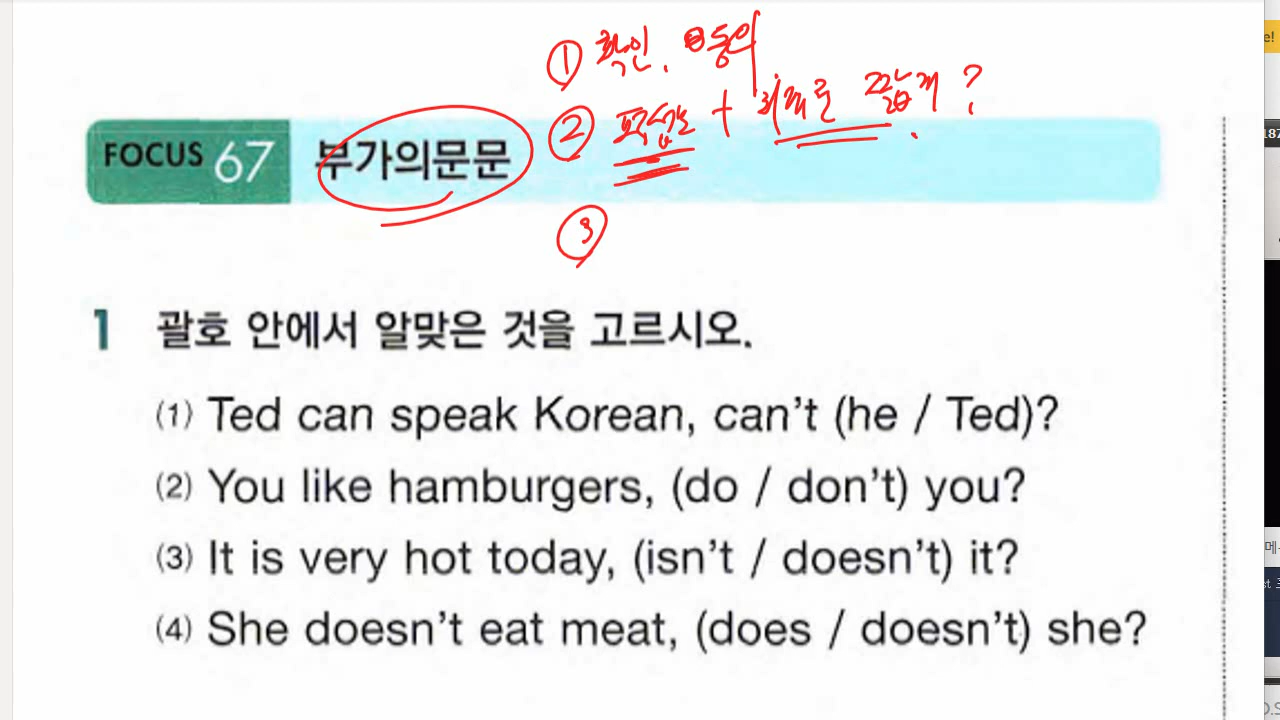 ① 확인, 동의
② 평서문 + 반대로 짧게?
FOCUS 67 부가의문문
③
1 괄호 안에서 알맞은 것을 고르시오.
(1) Ted can speak Korean, can't (he / Ted)?
(2) You like hamburgers, (do / don't) you?
(3) It is very hot today, (isn't / doesn't) it?
(4) She doesn't eat meat, (does / doesn't) she?